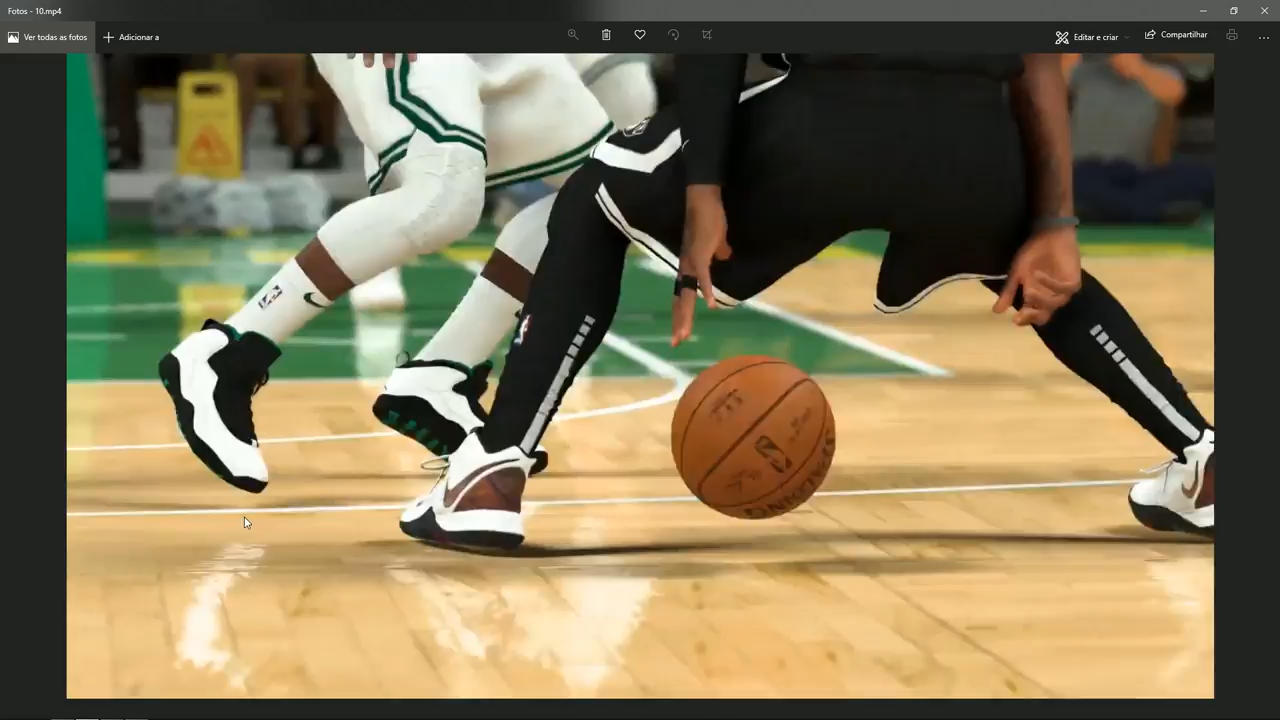 Fotos - 10.mp4
Ver todas as fotos
Adicionar a
Editar e criar
Compartilhar
SPALDING